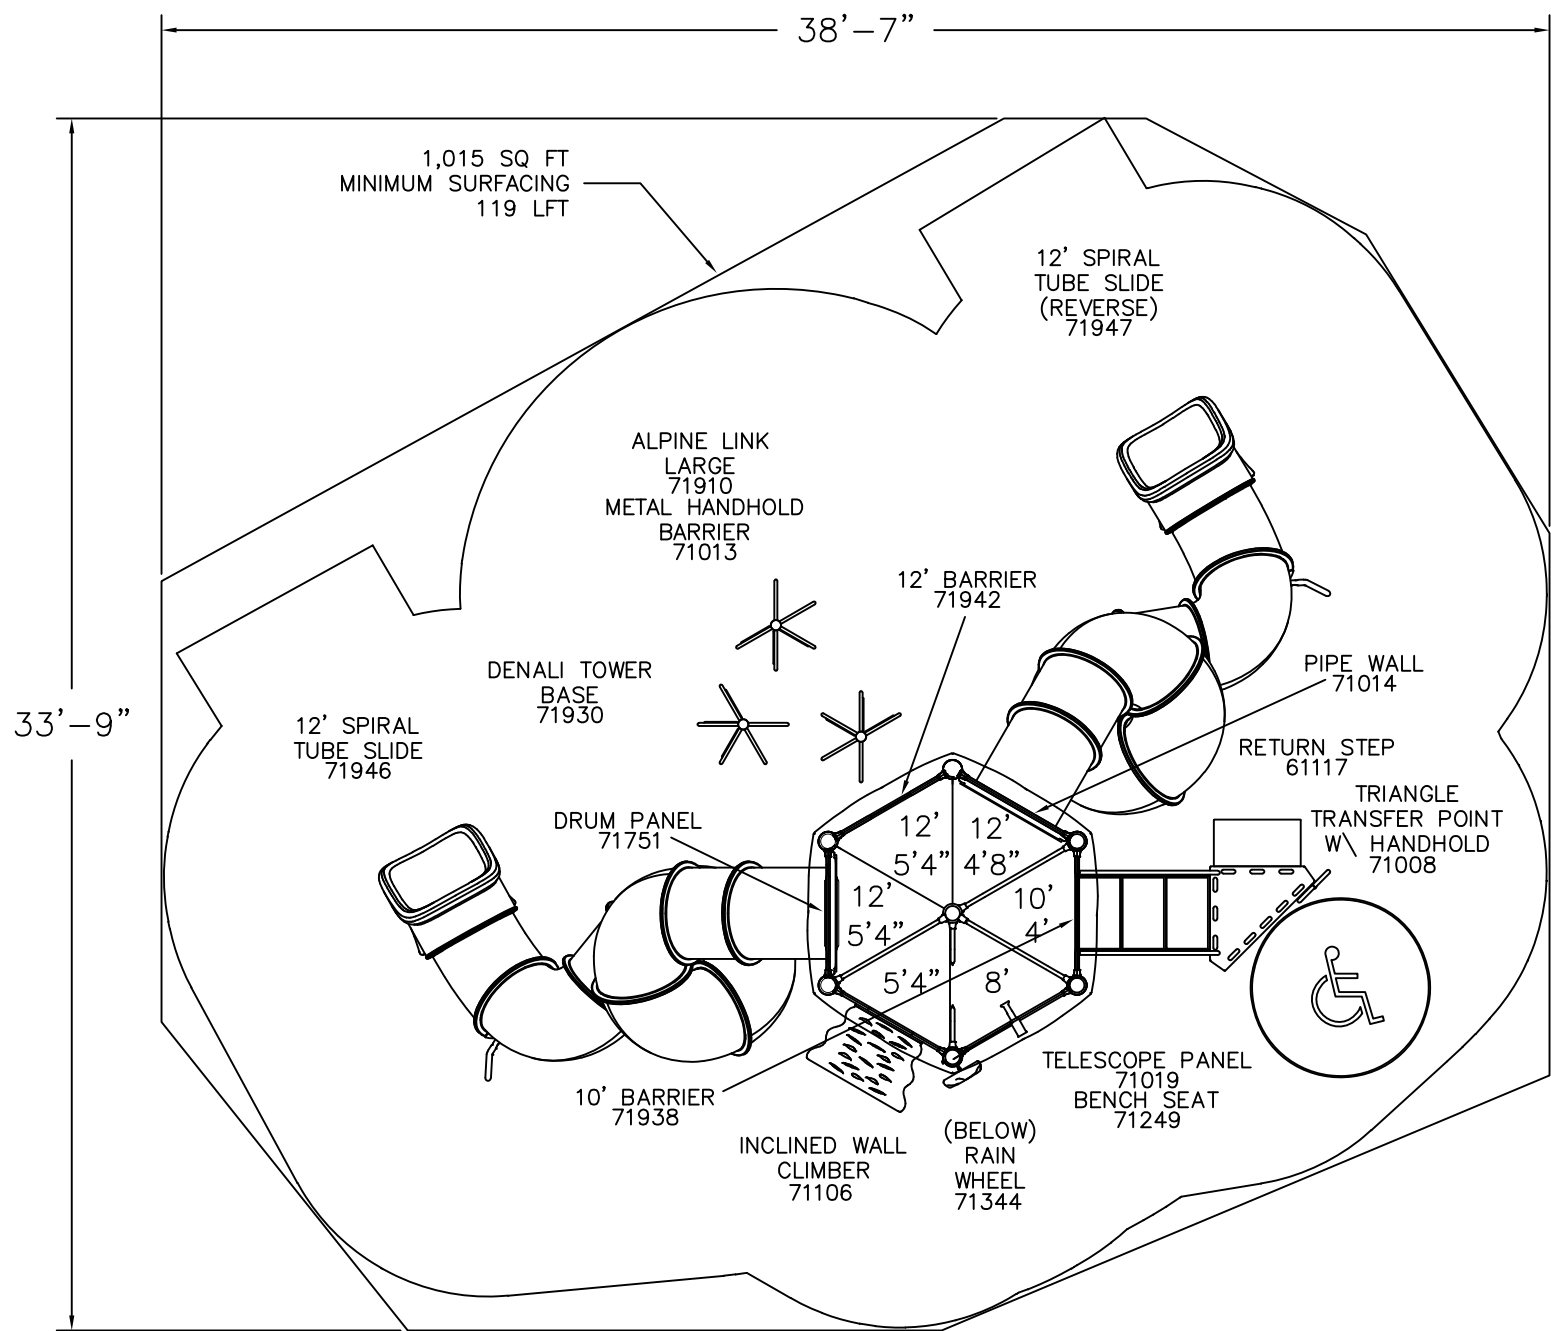 38'-7"
1,015 SQ FT
MINIMUM SURFACING
119 LFT
12' SPIRAL
TUBE SLIDE
(REVERSE)
71947
ALPINE LINK
LARGE
71910
METAL HANDHOLD
BARRIER
71013
12' BARRIER
71942
PIPE WALL
71014
DENALI TOWER
BASE
71930
33'-9"
12' SPIRAL
TUBE SLIDE
71946
RETURN STEP
61117
TRIANGLE
TRANSFER POINT
W\ HANDHOLD
71008
DRUM PANEL
71751
12'
5'4"
12'
4'8"
12'
5'4"
10'
4'
5'4"
8'
10' BARRIER
71938
TELESCOPE PANEL
71019
BENCH SEAT
71249
INCLINED WALL
CLIMBER
71106
(BELOW)
RAIN
WHEEL
71344